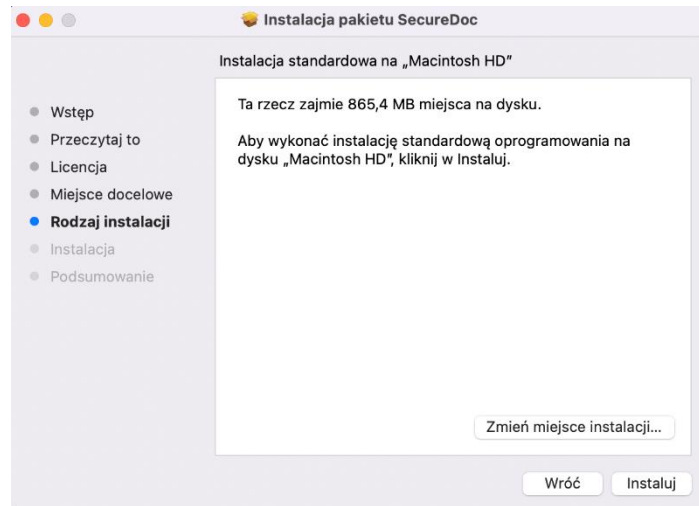 Instalacja pakietu SecureDoc
Instalacja standardowa na „Macintosh HD”
Wstęp
Przeczytaj to
Licencja
Miejsce docelowe
Rodzaj instalacji
Instalacja
Podsumowanie
Ta rzecz zajmie 865,4 MB miejsca na dysku.
Aby wykonać instalację standardową oprogramowania na
dysku „Macintosh HD”, kliknij w Instaluj.
Zmień miejsce instalacji...
Wróć
Instaluj